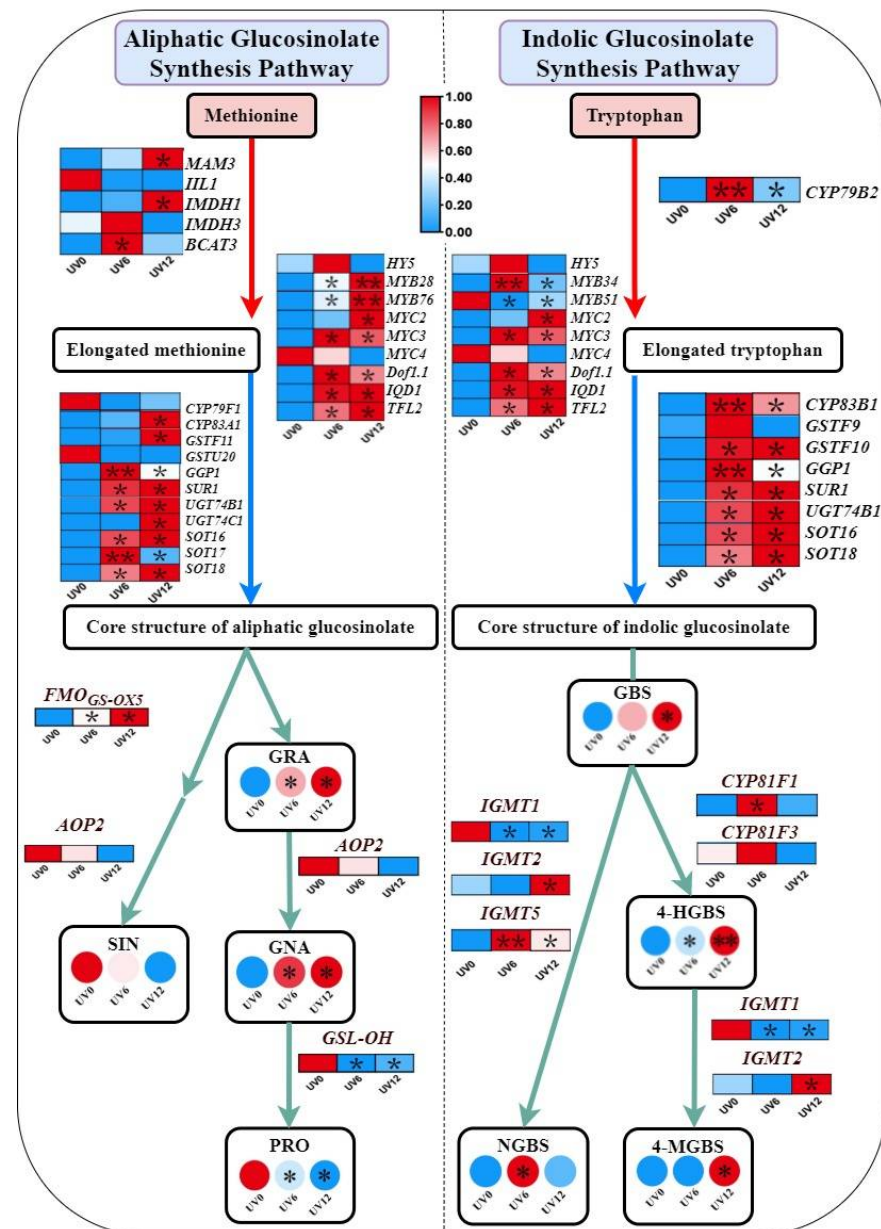 Aliphatic Glucosinolate
Synthesis Pathway
Indolic Glucosinolate
Synthesis Pathway
Methionine
Tryptophan
1.00
0.80
0.60
0.40
0.20
0.00
*
MAM3
IIL1
*
IMDH1
IMDH3
*
BCAT3
UV0
UV6
UV12
** *
CYP79B2
UV0
UV6
UV12
HY5
* **
MYB28
* **
MYB76
*
MYC2
* *
MYC3
MYC4
* *
Dof1.1
* *
IQD1
* *
TFL2
UV0
UV6
UV12
HY5
** *
MYB34
* *
MYB51
*
MYC2
* *
MYC3
MYC4
* *
Dof1.1
* *
IQD1
* *
TFL2
UV0
UV6
UV12
Elongated methionine
Elongated tryptophan
CYP79F1
*
CYP83A1
*
GSTF11
GSTU20
** *
GGP1
* *
SUR1
* *
UGT74B1
*
UGT74C1
* *
SOT16
** *
SOT17
* *
SOT18
UV0
UV6
UV12
** *
CYP83B1
GSTF9
* *
GSTF10
** *
GGP1
* *
SUR1
* *
UGT74B1
* *
SOT16
* *
SOT18
UV0
UV6
UV12
Core structure of aliphatic glucosinolate
Core structure of indolic glucosinolate
FMO GS-OX5
* *
UV0
UV6
UV12
GRA
* *
UV0
UV6
UV12
AOP2
UV0
UV6
UV12
AOP2
UV0
UV6
UV12
SIN
UV0
UV6
UV12
GNA
* *
UV0
UV6
UV12
GSL-OH
* *
UV0
UV6
UV12
PRO
* *
UV0
UV6
UV12
GBS
*
UV0
UV6
UV12
IGMT1
* *
IGMT2
*
IGMT5
** *
UV0
UV6
UV12
CYP81F1
*
CYP81F3
UV0
UV6
UV12
4-HGBS
* **
UV0
UV6
UV12
IGMT1
* *
IGMT2
*
UV0
UV6
UV12
NGBS
*
UV0
UV6
UV12
4-MGBS
*
UV0
UV6
UV12